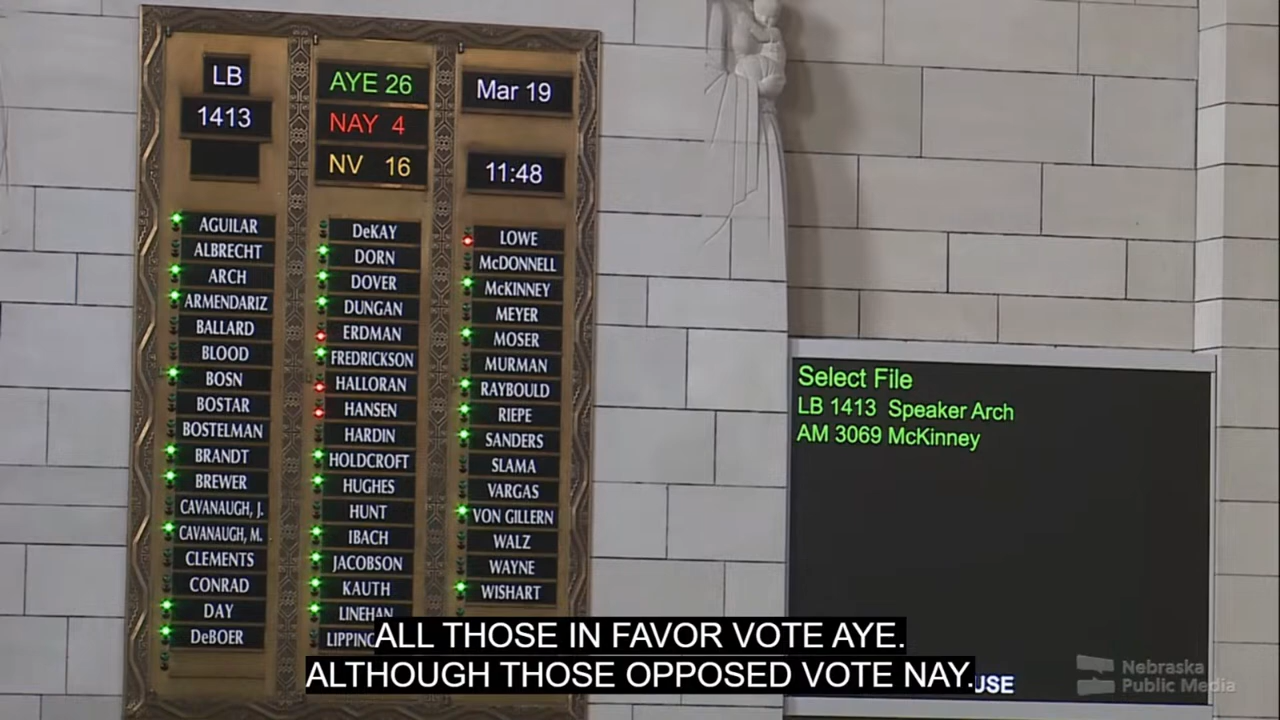 LB
1413
AYE 26
NAY 4
NV 16
Mar 19
11:48
AGUILAR
ALBRECHT
ARCH
ARMENDARIZ
BALLARD
BLOOD
BOSN
BOSTAR
BOSTELMAN
BRANDT
BREWER
CAVANAUGH, J.
CAVANAUGH, M.
CLEMENTS
CONRAD
DAY
DeBOER
DeKAY
DORN
DOVER
DUNGAN
ERDMAN
FREDRICKSON
HALLORAN
HANSEN
HARDIN
HOLDCROFT
HUGHES
HUNT
IBACH
JACOBSON
KAUTH
LINEHAN
LOWE
McDONNELL
McKINNEY
MEYER
MOSER
MURMAN
RAYBOULD
RIEPE
SANDERS
SLAMA
VARGAS
VON GILLERN
WALZ
WAYNE
WISHART
Select File
LB 1413 Speaker Arch
AM 3069 McKinney
ALL THOSE IN FAVOR VOTE AYE.
ALTHOUGH THOSE OPPOSED VOTE NAY.
Nebraska
Public Media